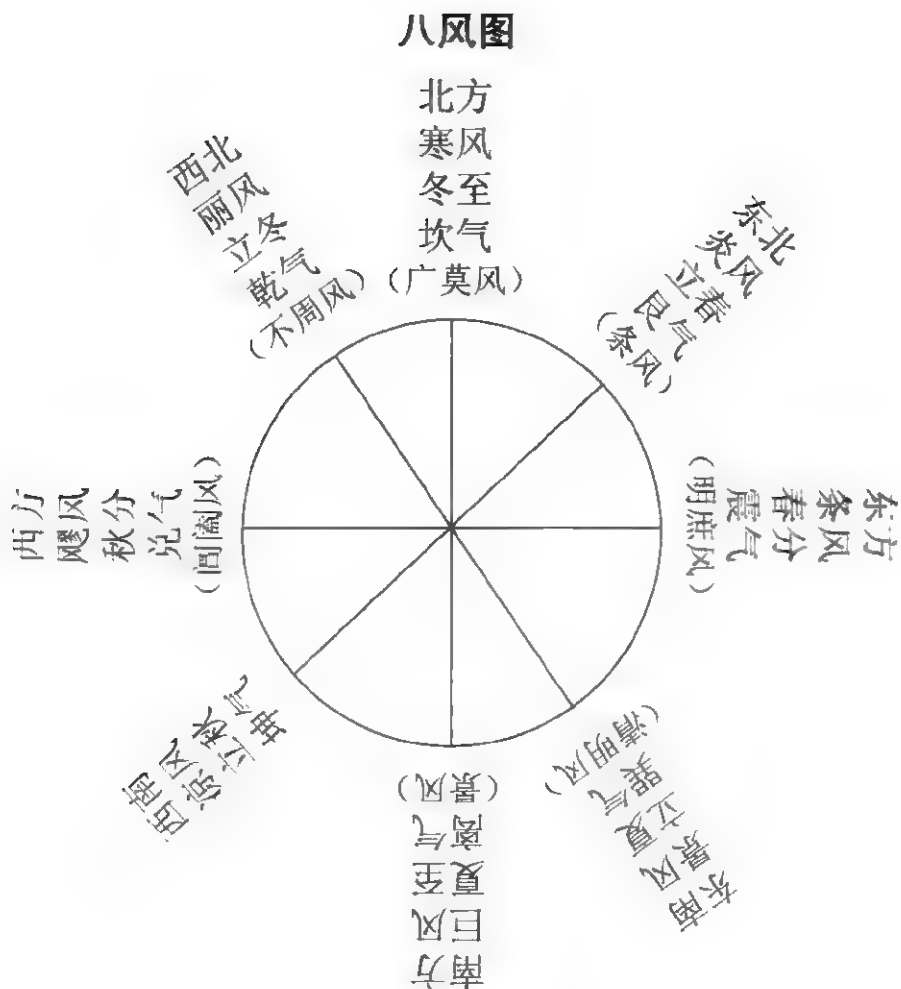 八风图
北方
寒风
冬至
坎气
(广莫风)
东北
炎风
立春
艮气
(条风)
东方
条风
春分
震气
(明庶风)
东南
景风
立夏
巽气
(清明风)
南方
巨风
夏至
离气
(景风)
西南
凉风
立秋
坤气
西方
飂风
秋分
兑气
(阊阖风)
西北
丽风
立冬
乾气
(不周风)